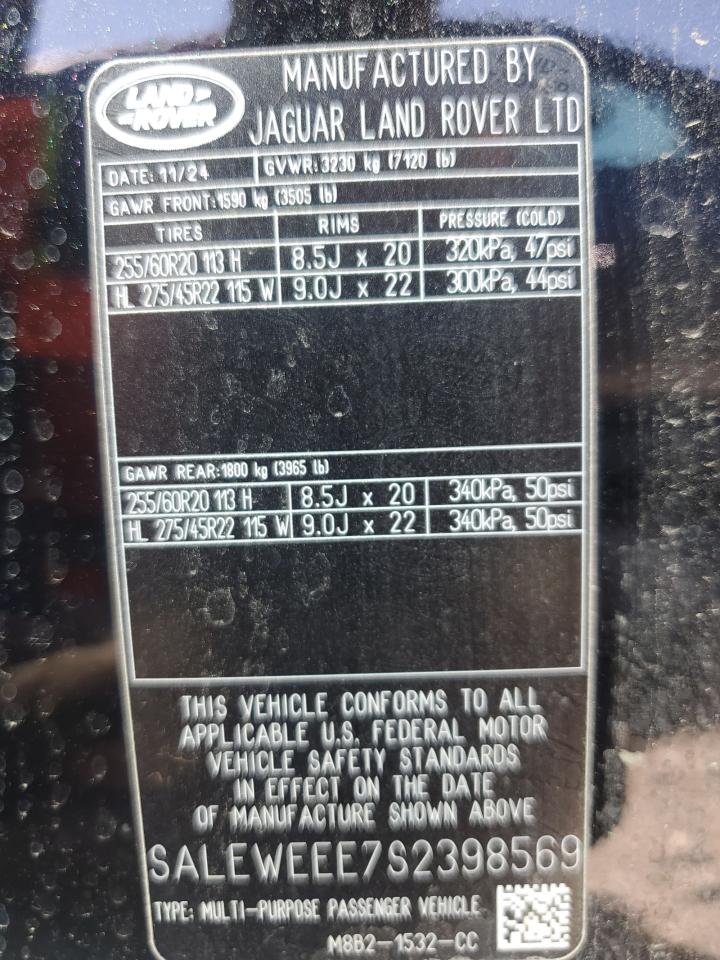 LAND-
-ROVER
MANUFACTURED BY
JAGUAR LAND ROVER LTD
DATE: 11/24 GVWR: 3230 kg (7120 lb)
GAWR FRONT: 1590 kg (3505 lb)
TIRES RIMS PRESSURE (COLD)
255/60R20 113 H 8.5J x 20 320kPa, 47psi
HL 275/45R22 115 W 9.0J x 22 300kPa, 44psi
GAWR REAR: 1800 kg (3965 lb)
255/60R20 113 H 8.5J x 20 340kPa, 50psi
HL 275/45R22 115 W 9.0J x 22 340kPa, 50psi
THIS VEHICLE CONFORMS TO ALL
APPLICABLE U.S. FEDERAL MOTOR
VEHICLE SAFETY STANDARDS
IN EFFECT ON THE DATE
OF MANUFACTURE SHOWN ABOVE
SALEWEEE7S2398569
TYPE: MULTI-PURPOSE PASSENGER VEHICLE
M8B2-1532-CC